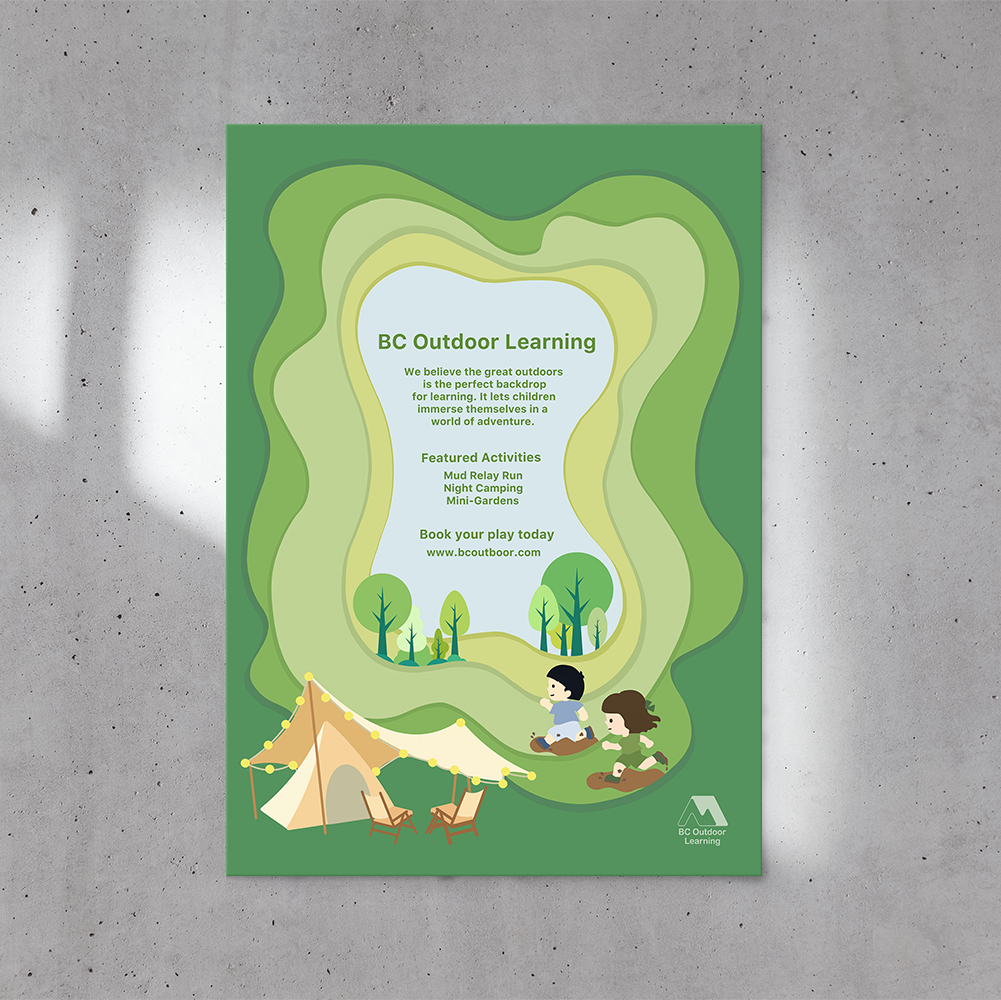 BC Outdoor Learning
We believe the great outdoors
is the perfect backdrop
for learning. It lets children
immerse themselves in a
world of adventure.
Featured Activities
Mud Relay Run
Night Camping
Mini-Gardens
Book your play today
www.bcoutboor.com
BC Outdoor
Learning